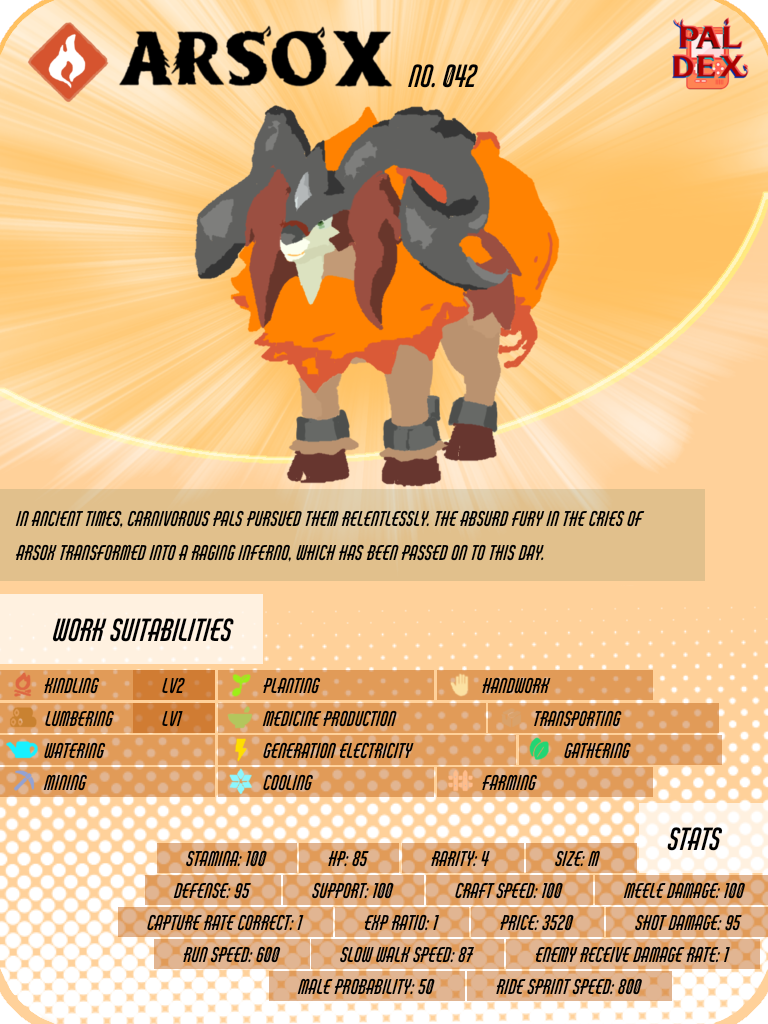 ARSOX NO. 042
PAL
DEX
IN ANCIENT TIMES, CARNIVOROUS PALS PURSUED THEM RELENTLESSLY. THE ABSURD FURY IN THE CRIES OF
ARSOX TRANSFORMED INTO A RAGING INFERNO, WHICH HAS BEEN PASSED ON TO THIS DAY.
WORK SUITABILITIES
KINDLING LV2 PLANTING HANDWORK
LUMBERING LV1 MEDICINE PRODUCTION TRANSPORTING
WATERING GENERATION ELECTRICITY GATHERING
MINING COOLING FARMING
STATS
STAMINA: 100 HP: 85 RARITY: 4 SIZE: M
DEFENSE: 95 SUPPORT: 100 CRAFT SPEED: 100 MEELE DAMAGE: 100
CAPTURE RATE CORRECT: 1 EXP RATIO: 1 PRICE: 3520 SHOT DAMAGE: 95
RUN SPEED: 600 SLOW WALK SPEED: 87 ENEMY RECEIVE DAMAGE RATE: 1
MALE PROBABILITY: 50 RIDE SPRINT SPEED: 800